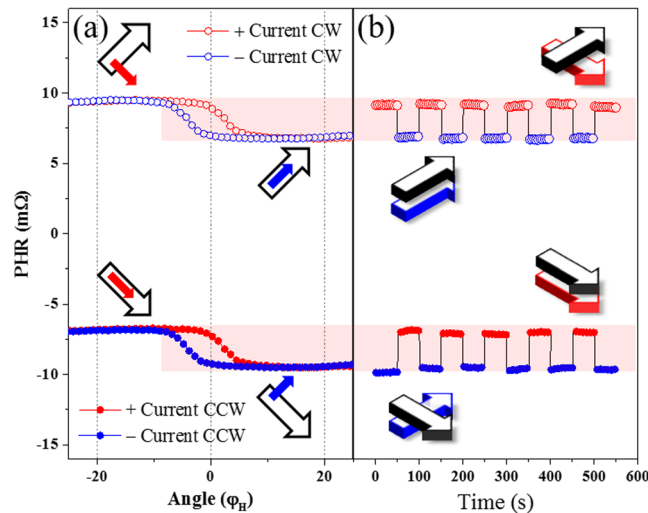 (a)
+ Current CW
− Current CW
(b)
15
10
5
0
-5
-10
-15
PHR (mΩ)
+ Current CCW
− Current CCW
-20
0
20
Angle (φH)
0
100
200
300
400
500
600
Time (s)